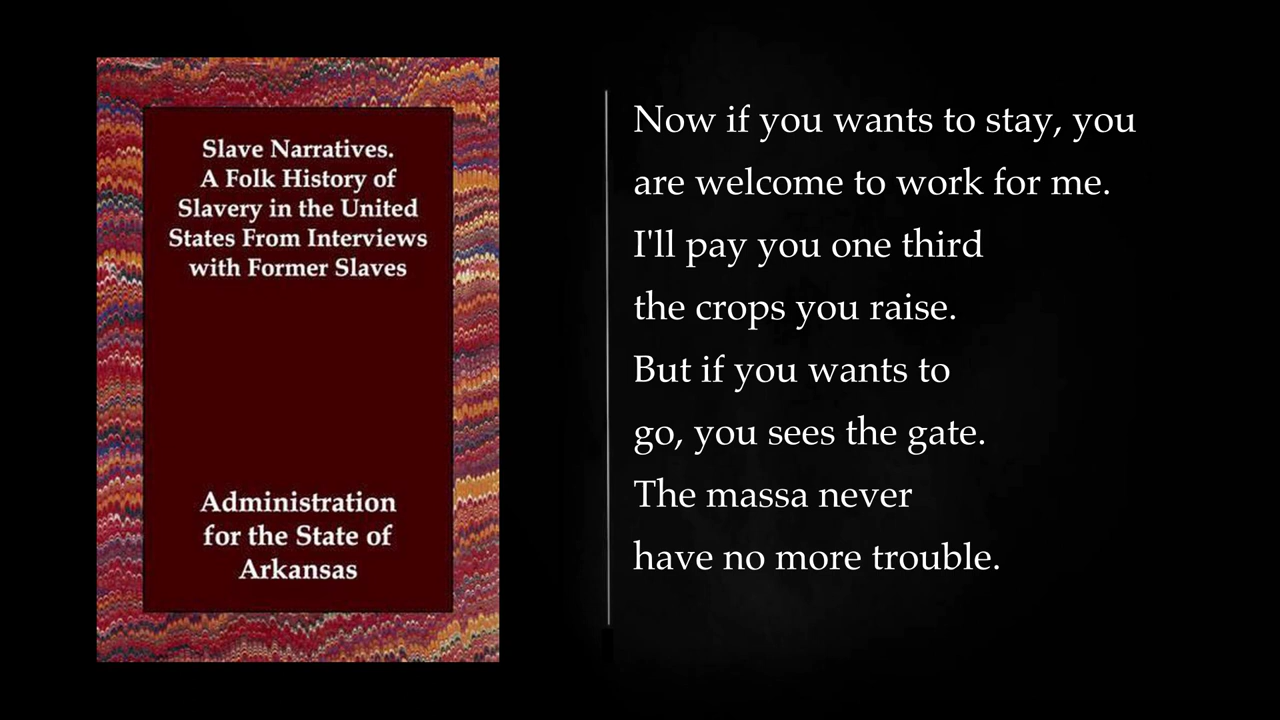 Slave Narratives.
A Folk History of
Slavery in the United
States From Interviews
with Former Slaves
Administration
for the State of
Arkansas
Now if you wants to stay, you
are welcome to work for me.
I'll pay you one third
the crops you raise.
But if you wants to
go, you sees the gate.
The massa never
have no more trouble.